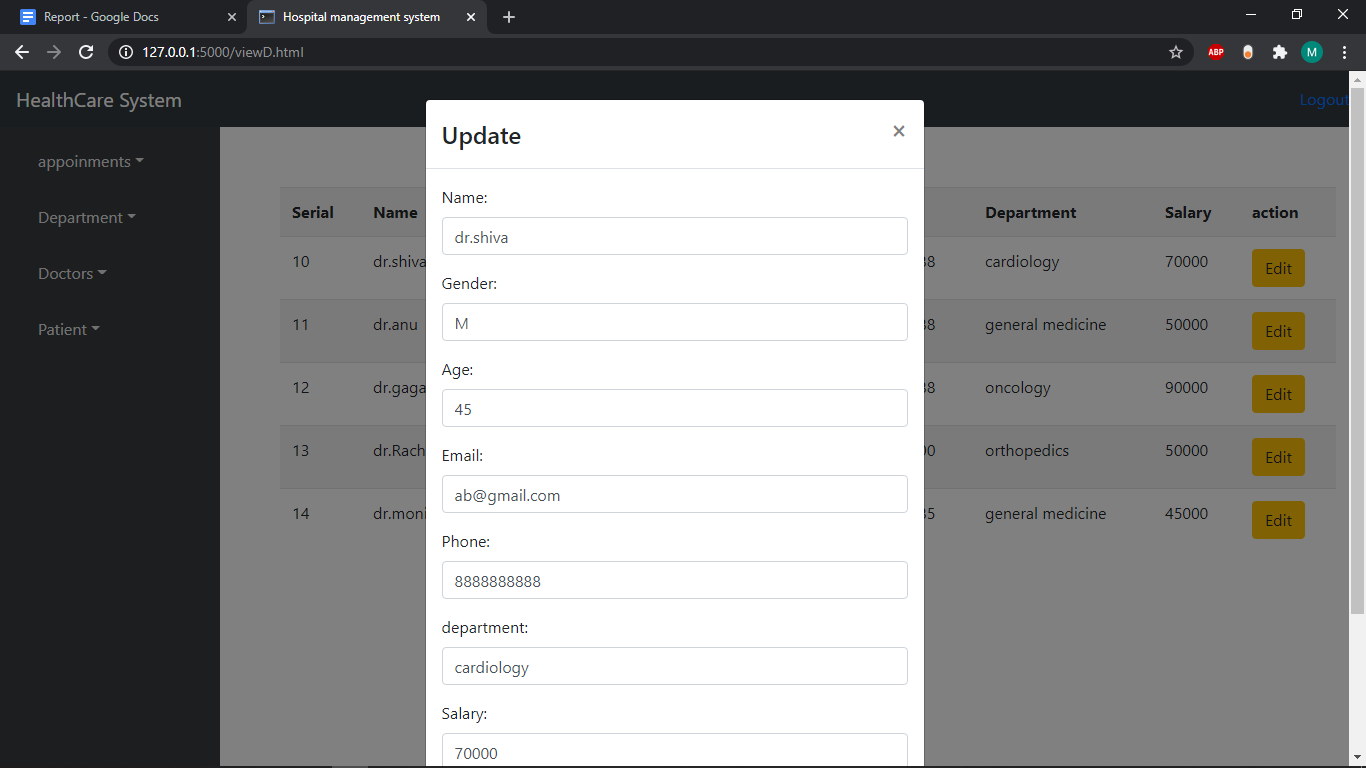 Report - Google Docs
Hospital management system
127.0.0.1:5000/viewD.html
ABP
M
HealthCare System
Logout
appoinments
Department
Doctors
Patient
Serial Name Department Salary action
10 dr.shiva 88 cardiology 70000 Edit
11 dr.anu 88 general medicine 50000 Edit
12 dr.gaga 88 oncology 90000 Edit
13 dr.Rach 00 orthopedics 50000 Edit
14 dr.moni 85 general medicine 45000 Edit
Update ×
Name:
dr.shiva
Gender:
M
Age:
45
Email:
ab@gmail.com
Phone:
8888888888
department:
cardiology
Salary:
70000